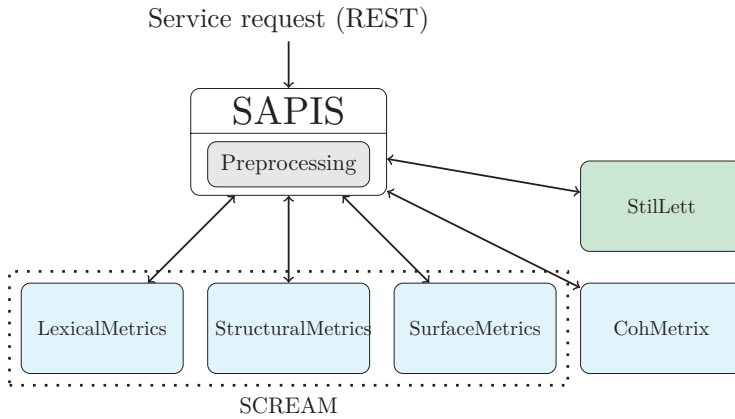 Service request (REST)
SAPIS
Preprocessing
StilLett
LexicalMetrics
StructuralMetrics
SurfaceMetrics
CohMetrix
SCREAM